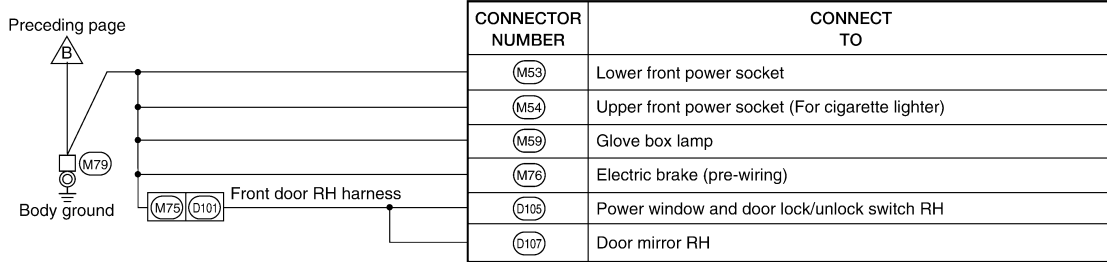 Preceding page
B
M79
Body ground
M75 D101
Front door RH harness
CONNECTOR NUMBER
CONNECT TO
M53 Lower front power socket
M54 Upper front power socket (For cigarette lighter)
M59 Glove box lamp
M76 Electric brake (pre-wiring)
D105 Power window and door lock/unlock switch RH
D107 Door mirror RH